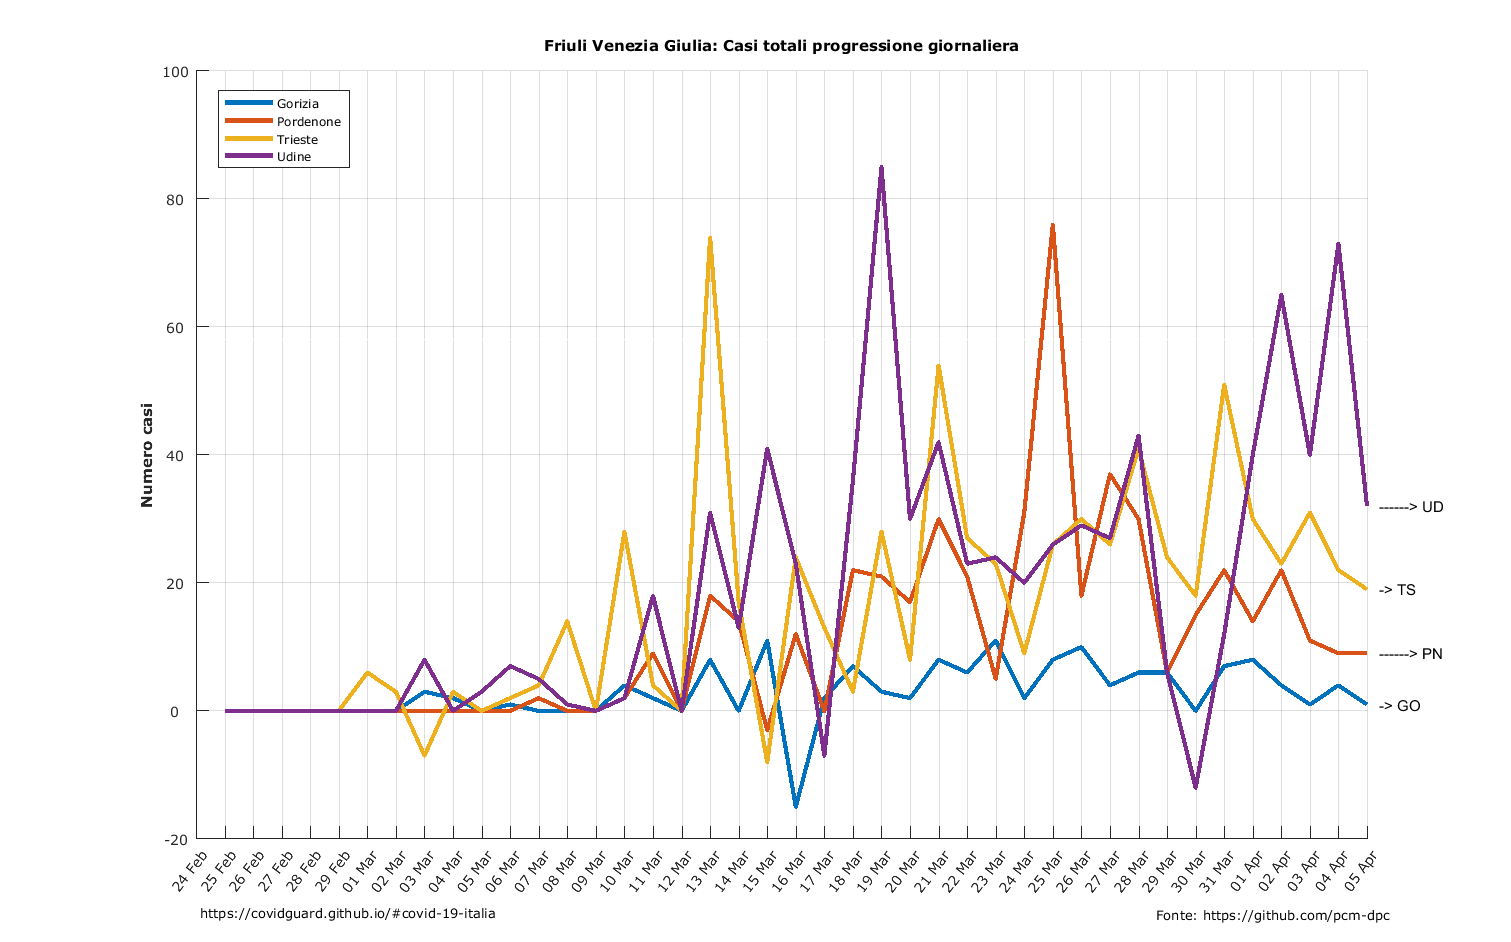 Friuli Venezia Giulia: Casi totali progressione giornaliera
100
80
60
40
20
0
-20
Numero casi
Gorizia
Pordenone
Trieste
Udine
------> UD
-> TS
------> PN
-> GO
24 Feb
25 Feb
26 Feb
27 Feb
28 Feb
29 Feb
01 Mar
02 Mar
03 Mar
04 Mar
05 Mar
06 Mar
07 Mar
08 Mar
09 Mar
10 Mar
11 Mar
12 Mar
13 Mar
14 Mar
15 Mar
16 Mar
17 Mar
18 Mar
19 Mar
20 Mar
21 Mar
22 Mar
23 Mar
24 Mar
25 Mar
26 Mar
27 Mar
28 Mar
29 Mar
30 Mar
31 Mar
01 Apr
02 Apr
03 Apr
04 Apr
05 Apr
https://covidguard.github.io/#covid-19-italia
Fonte: https://github.com/pcm-dpc